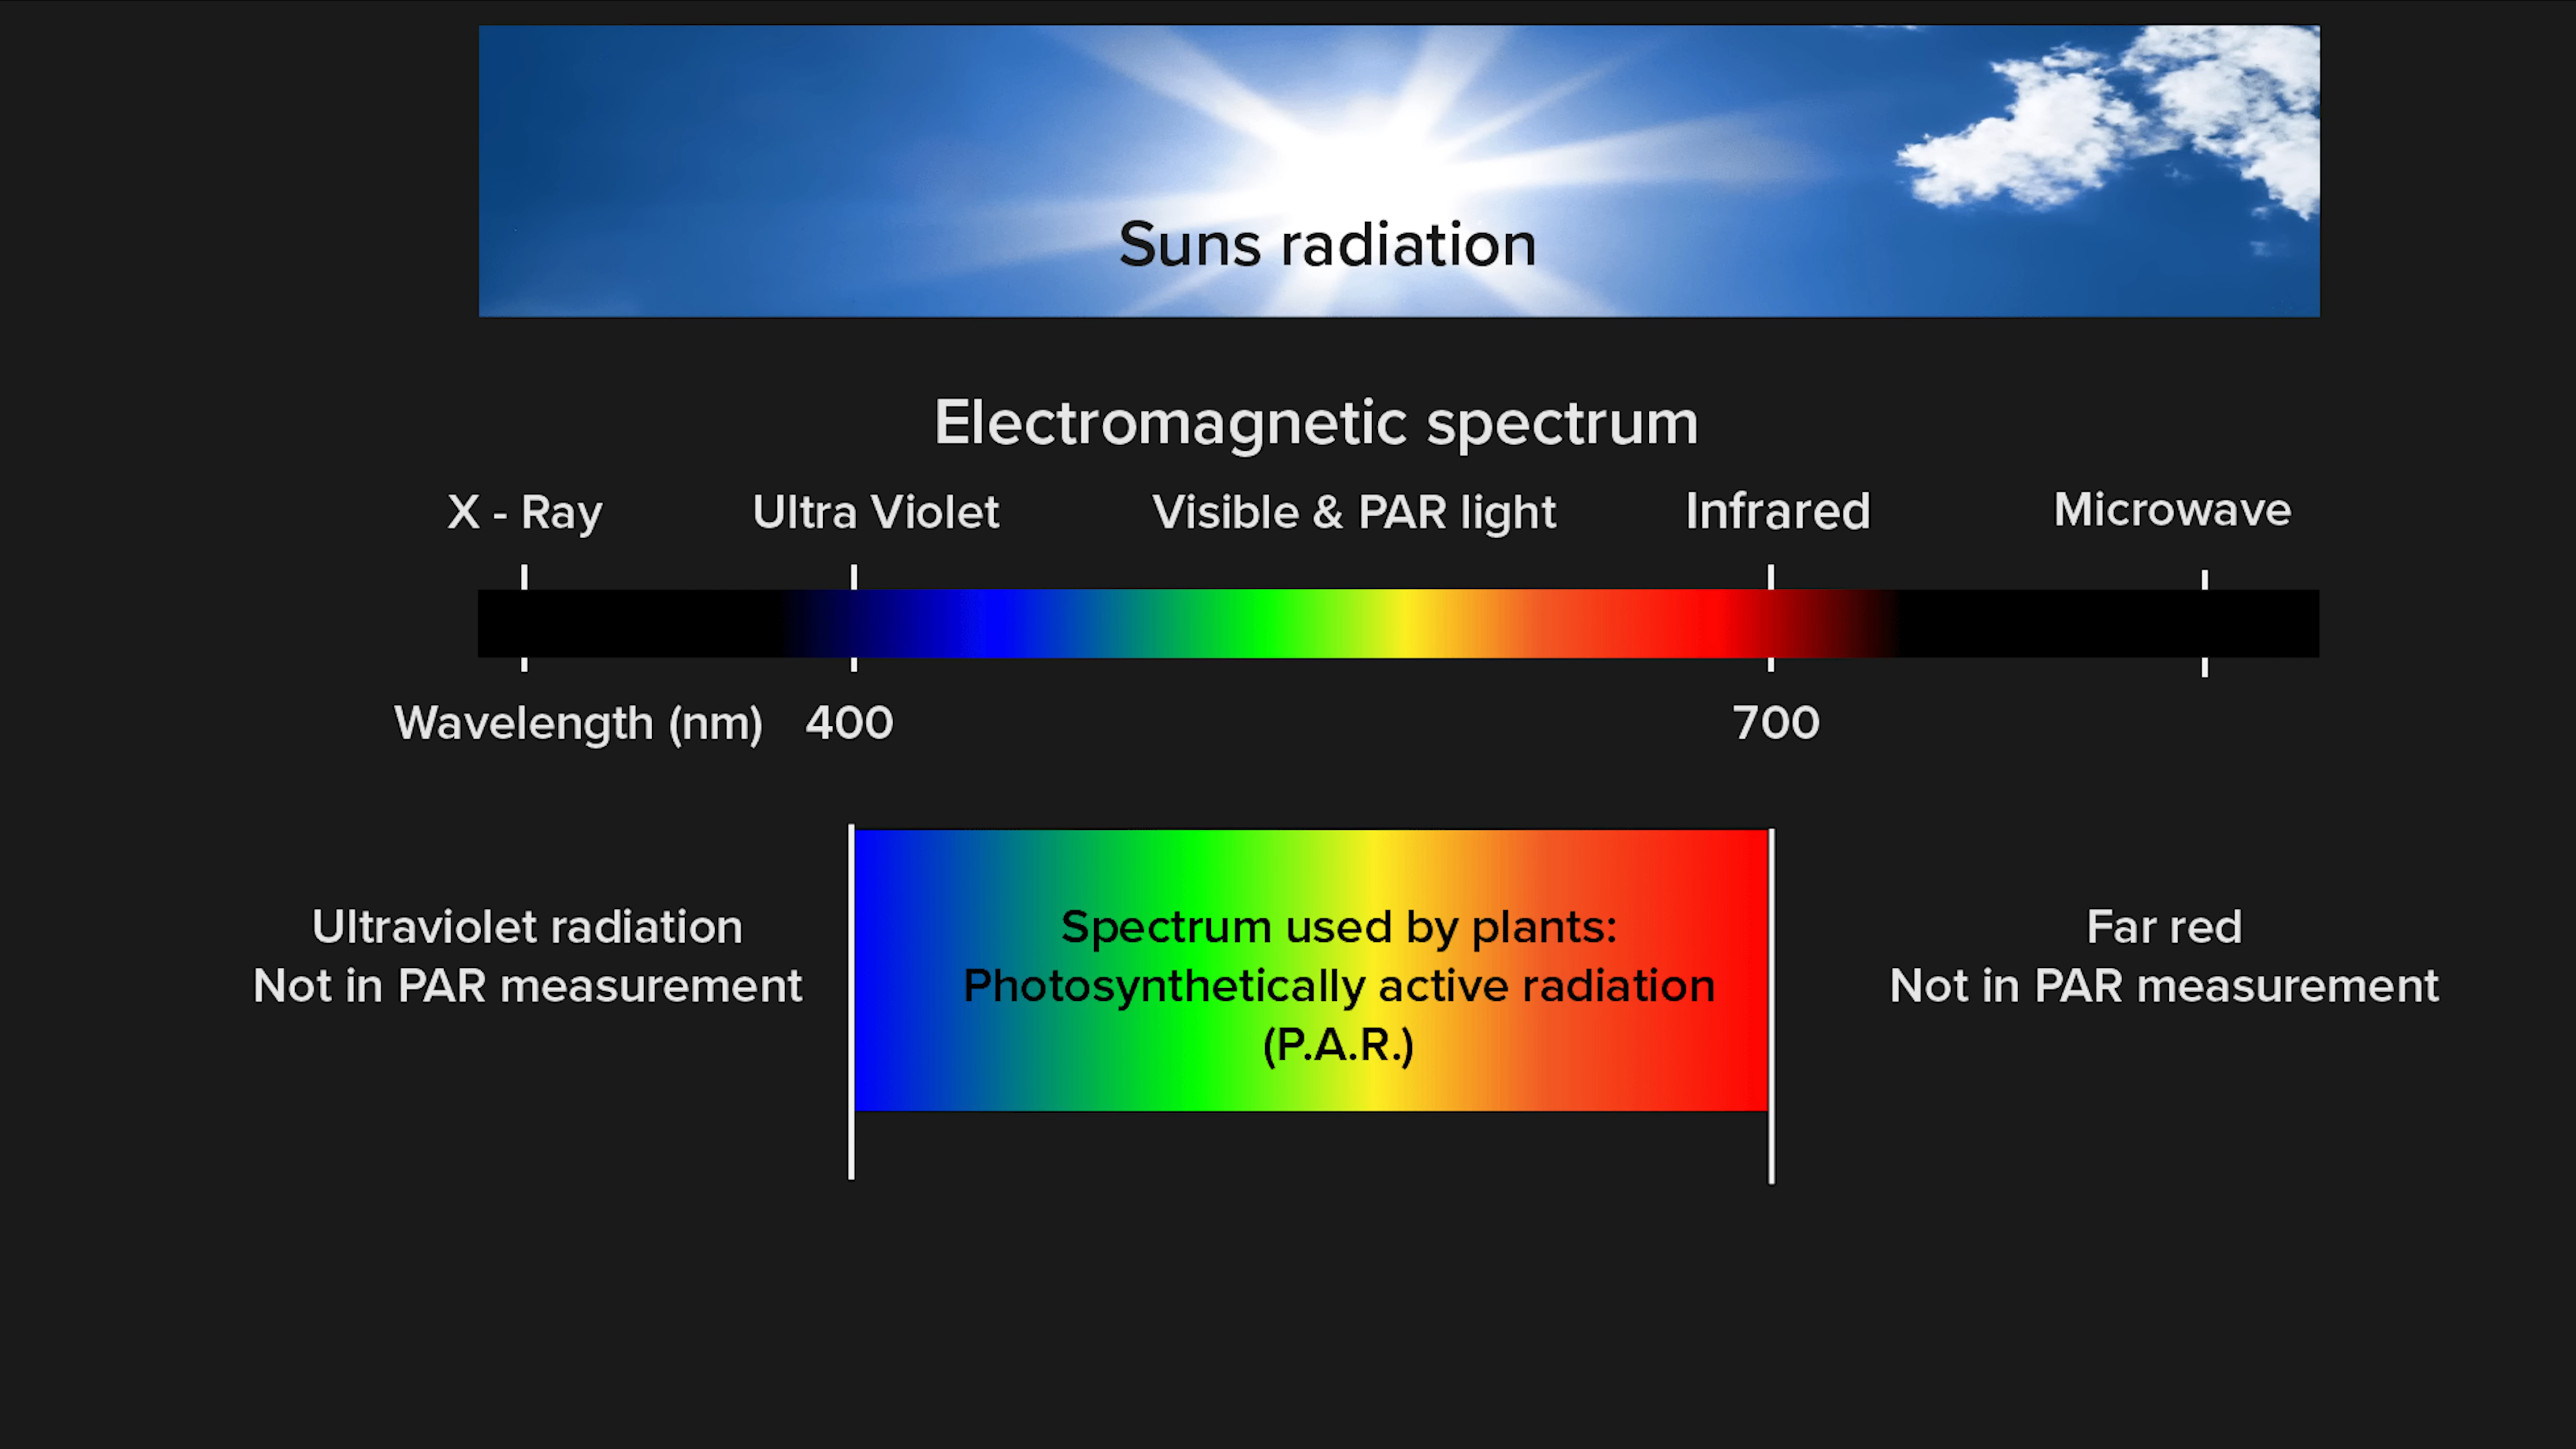 Suns radiation
Electromagnetic spectrum
X - Ray
Ultra Violet
Visible & PAR light
Infrared
Microwave
Wavelength (nm)
400
700
Ultraviolet radiation
Not in PAR measurement
Spectrum used by plants:
Photosynthetically active radiation
(P.A.R.)
Far red
Not in PAR measurement